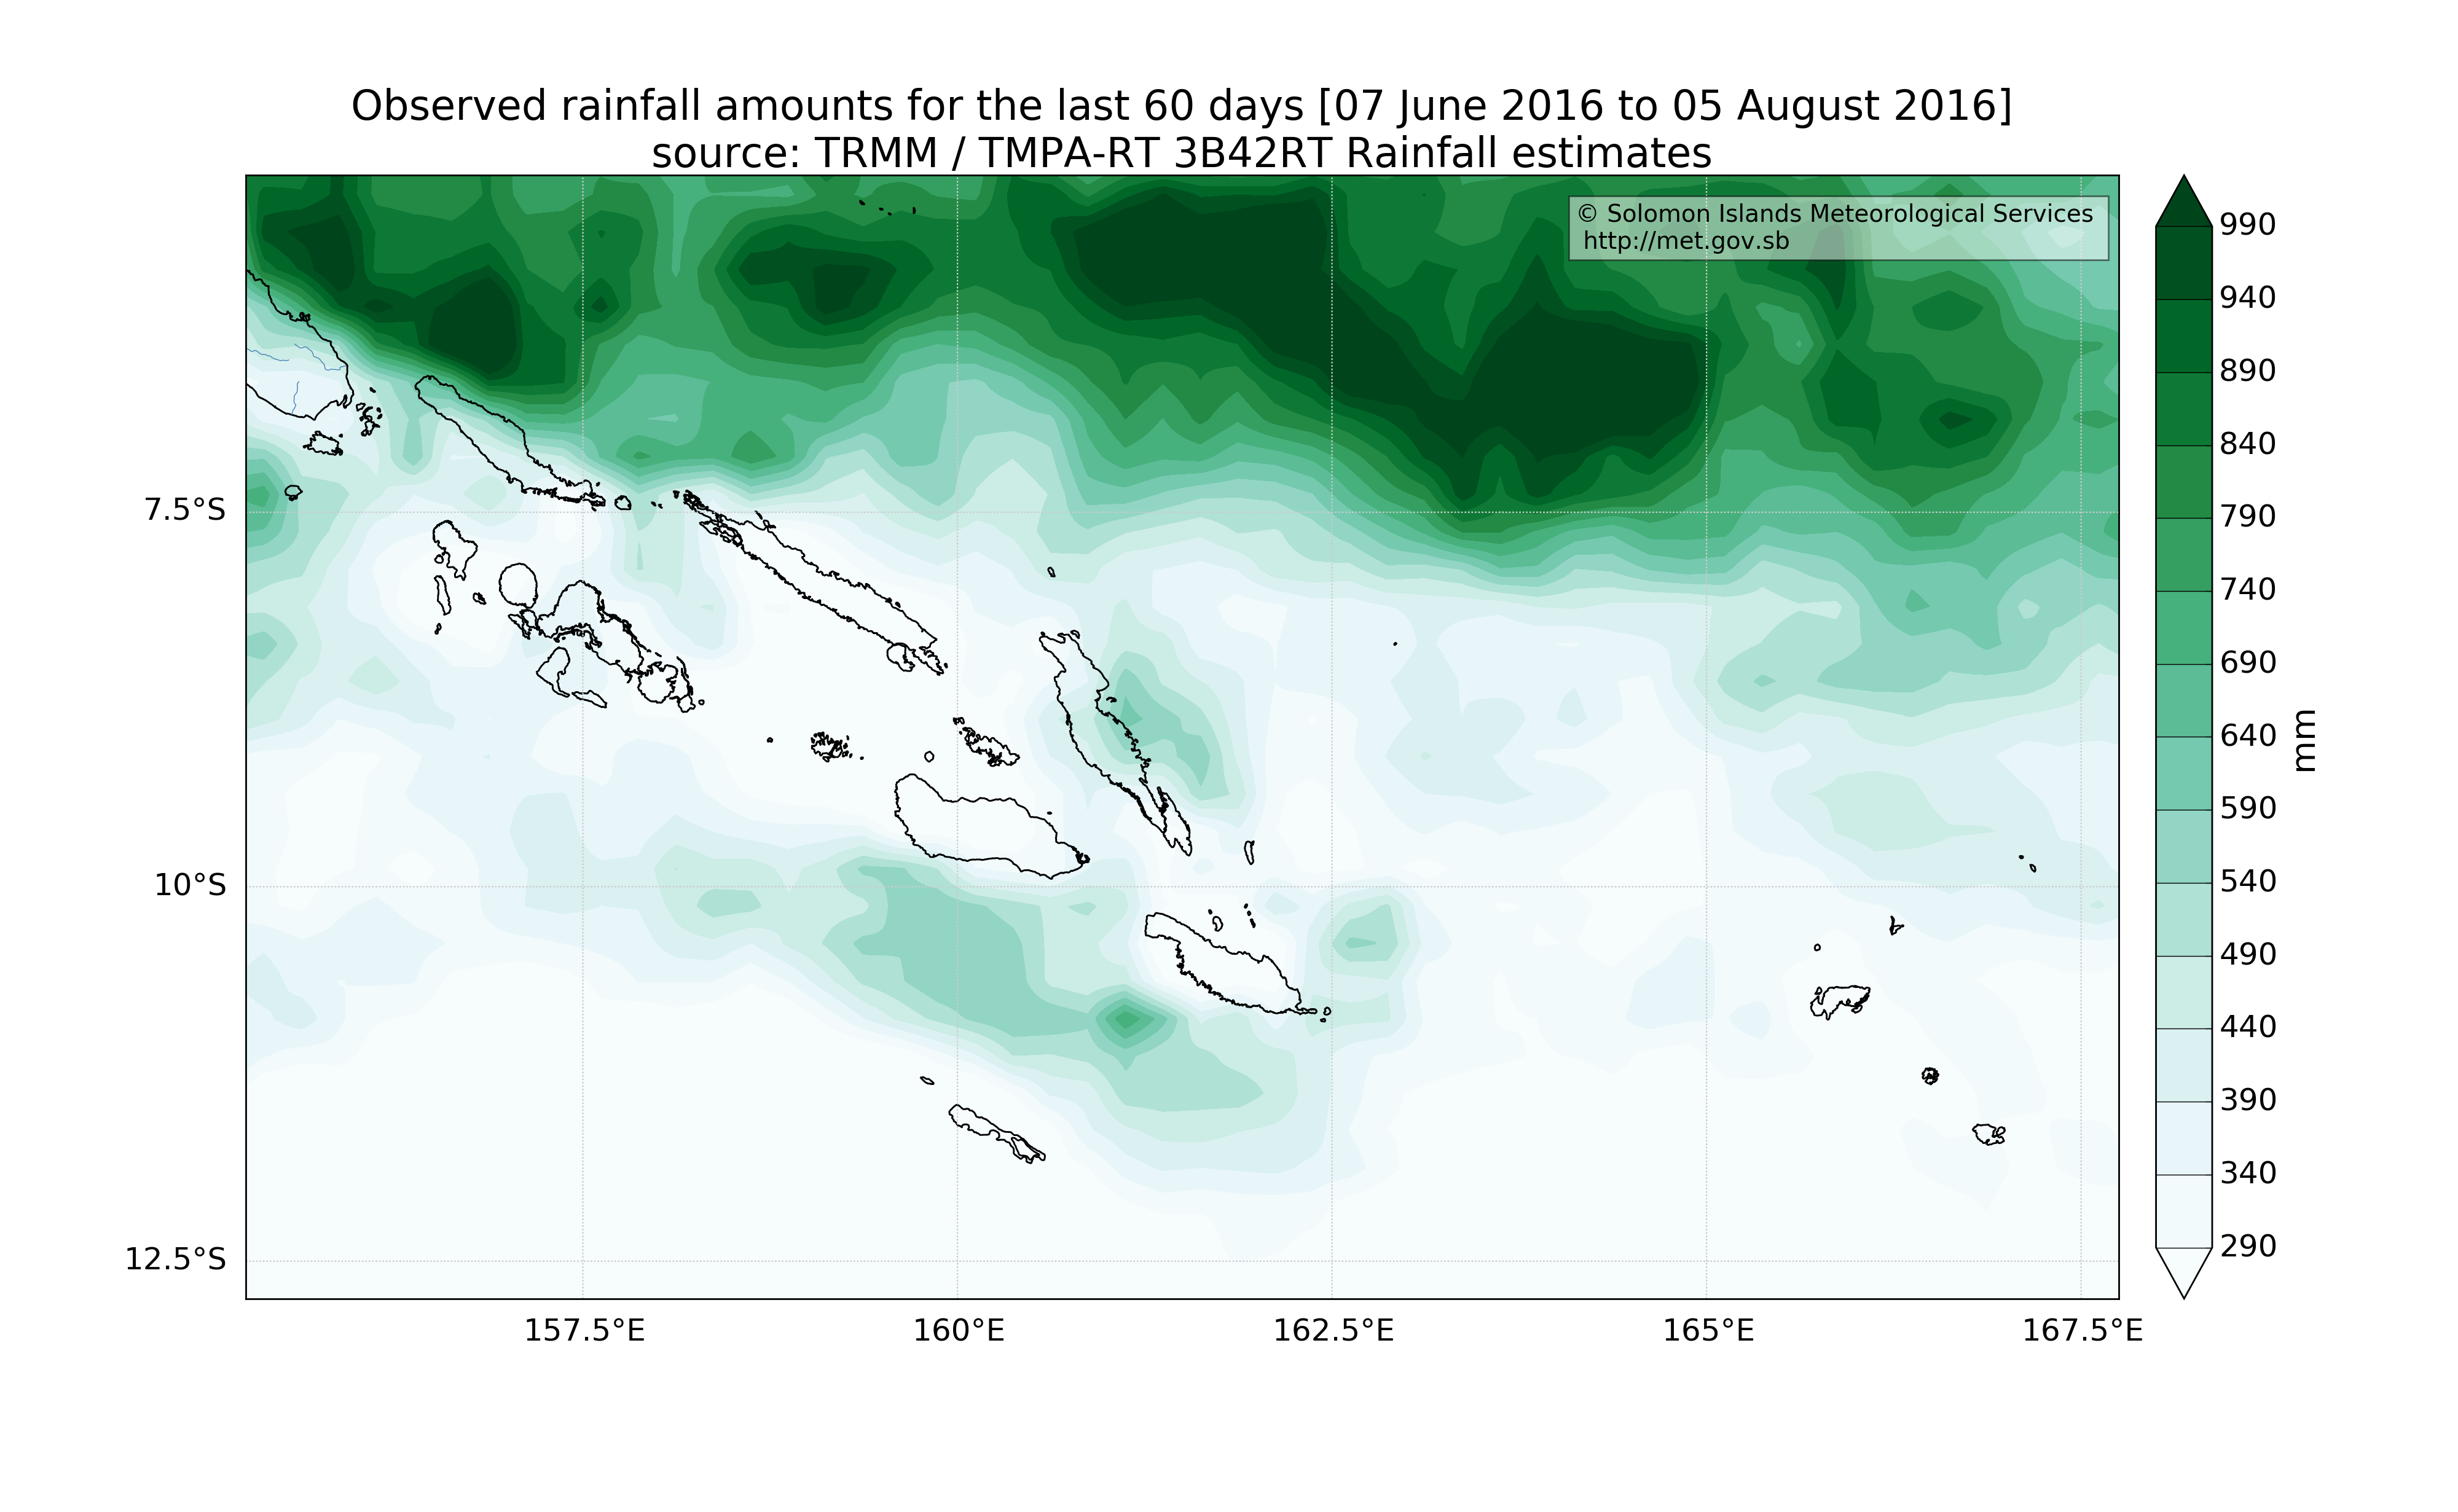 Observed rainfall amounts for the last 60 days [07 June 2016 to 05 August 2016]
source: TRMM / TMPA-RT 3B42RT Rainfall estimates
© Solomon Islands Meteorological Services
http://met.gov.sb
7.5°S
10°S
12.5°S
157.5°E
160°E
162.5°E
165°E
167.5°E
990
940
890
840
790
740
690
640
590
540
490
440
390
340
290
mm